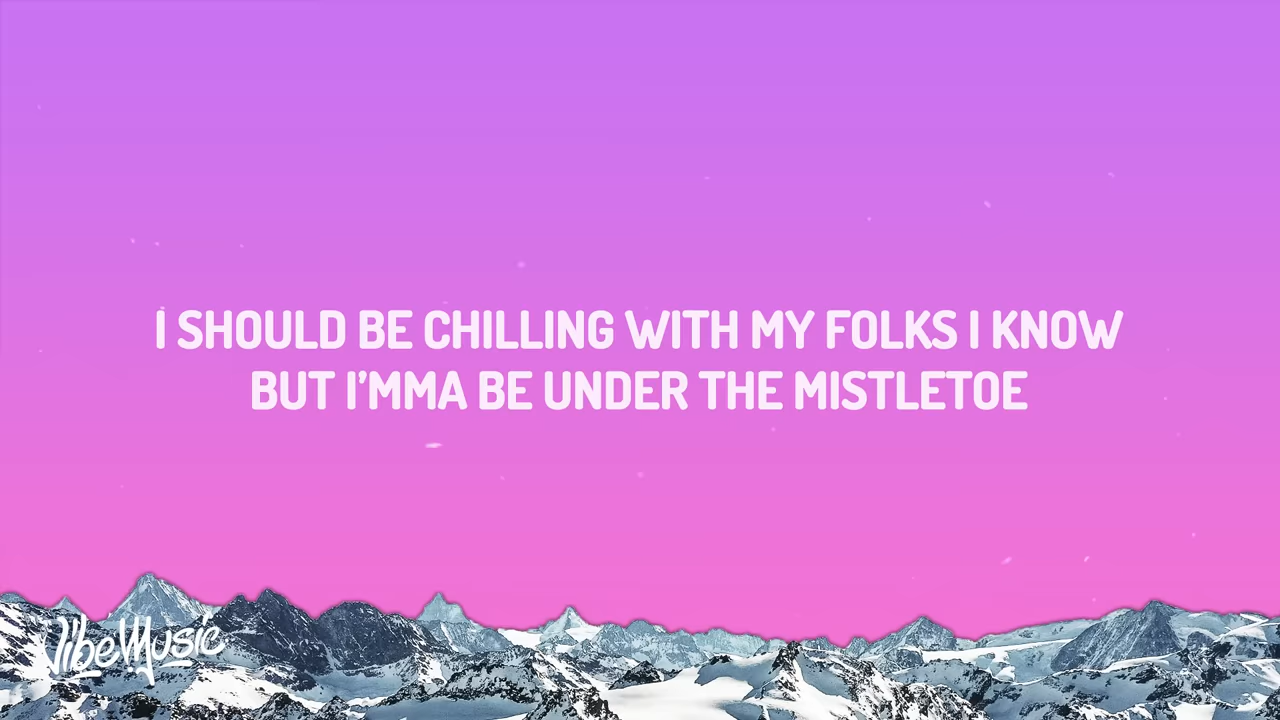 I SHOULD BE CHILLING WITH MY FOLKS I KNOW
BUT I'MMA BE UNDER THE MISTLETOE
VibeMusic